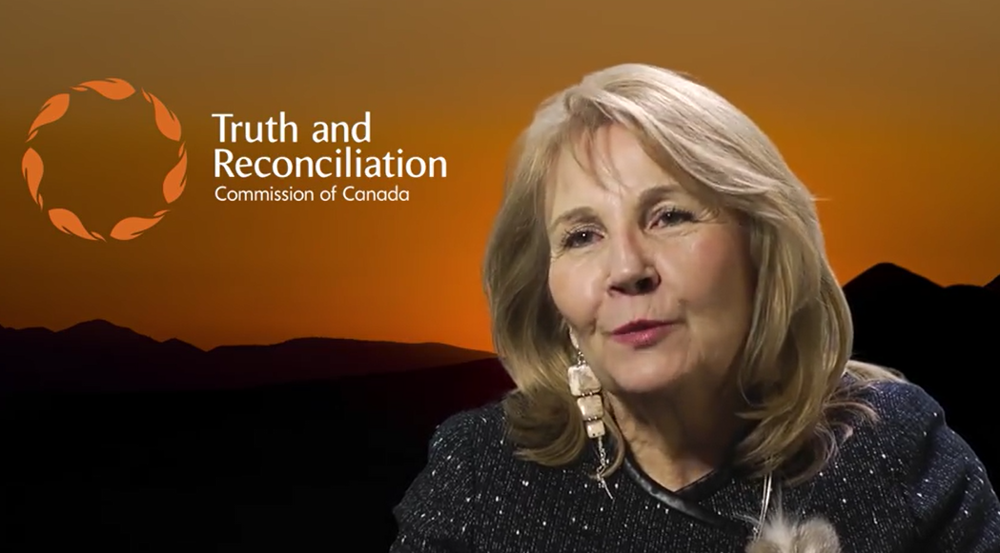 Truth and
Reconciliation
Commission of Canada